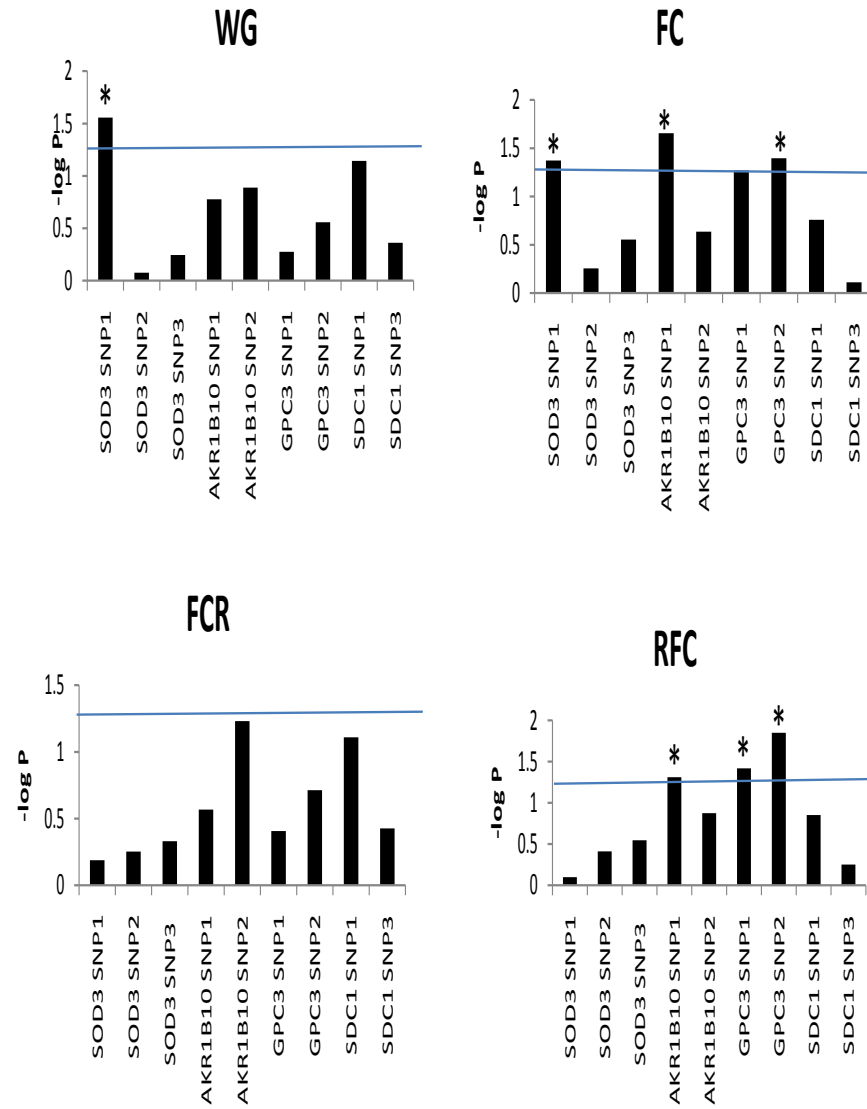 WG
2
1.5
1
0.5
0
-log P
*
SOD3 SNP1
SOD3 SNP2
SOD3 SNP3
AKR1B10 SNP1
AKR1B10 SNP2
GPC3 SNP1
GPC3 SNP2
SDC1 SNP1
SDC1 SNP3
FC
2
1.5
1
0.5
0
-log P
*
*
*
SOD3 SNP1
SOD3 SNP2
SOD3 SNP3
AKR1B10 SNP1
AKR1B10 SNP2
GPC3 SNP1
GPC3 SNP2
SDC1 SNP1
SDC1 SNP3
FCR
1.5
1
0.5
0
-log P
SOD3 SNP1
SOD3 SNP2
SOD3 SNP3
AKR1B10 SNP1
AKR1B10 SNP2
GPC3 SNP1
GPC3 SNP2
SDC1 SNP1
SDC1 SNP3
RFC
2
1.5
1
0.5
0
-log P
*
*
*
SOD3 SNP1
SOD3 SNP2
SOD3 SNP3
AKR1B10 SNP1
AKR1B10 SNP2
GPC3 SNP1
GPC3 SNP2
SDC1 SNP1
SDC1 SNP3